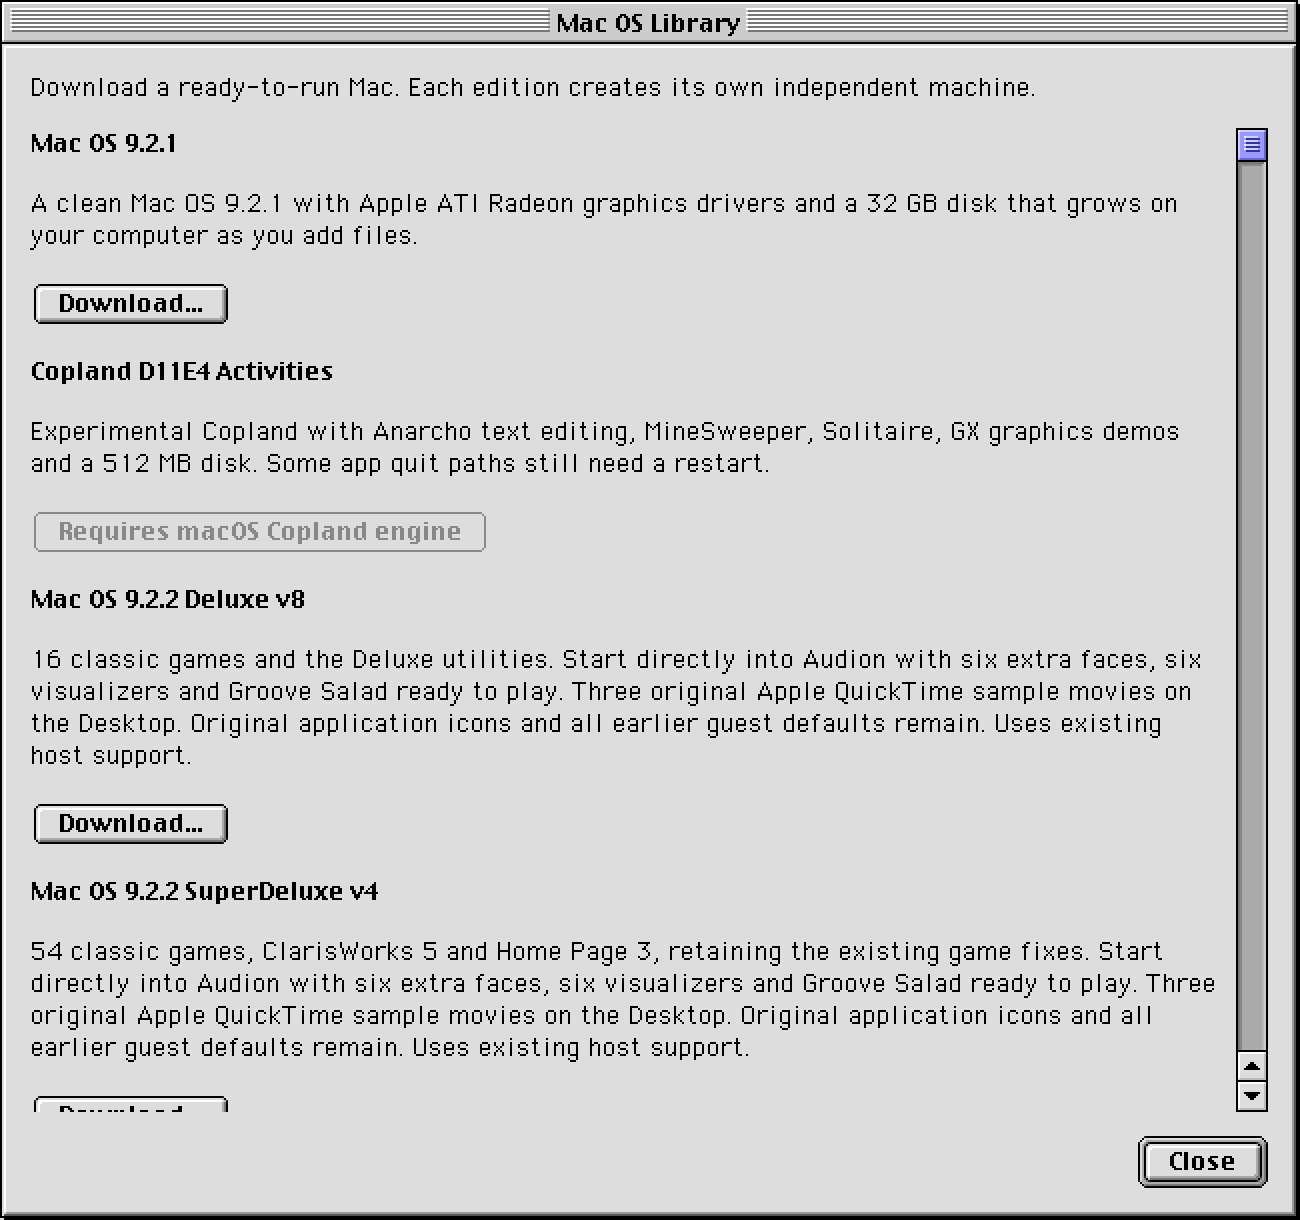 Mac OS Library
Download a ready-to-run Mac. Each edition creates its own independent machine.
Mac OS 9.2.1
A clean Mac OS 9.2.1 with Apple ATI Radeon graphics drivers and a 32 GB disk that grows on
your computer as you add files.
Download...
Copland D11E4 Activities
Experimental Copland with Anarcho text editing, MineSweeper, Solitaire, GX graphics demos
and a 512 MB disk. Some app quit paths still need a restart.
Requires macOS Copland engine
Mac OS 9.2.2 Deluxe v8
16 classic games and the Deluxe utilities. Start directly into Audion with six extra faces, six
visualizers and Groove Salad ready to play. Three original Apple QuickTime sample movies on
the Desktop. Original application icons and all earlier guest defaults remain. Uses existing
host support.
Download...
Mac OS 9.2.2 SuperDeluxe v4
54 classic games, ClarisWorks 5 and Home Page 3, retaining the existing game fixes. Start
directly into Audion with six extra faces, six visualizers and Groove Salad ready to play. Three
original Apple QuickTime sample movies on the Desktop. Original application icons and all
earlier guest defaults remain. Uses existing host support.
Download...
Close